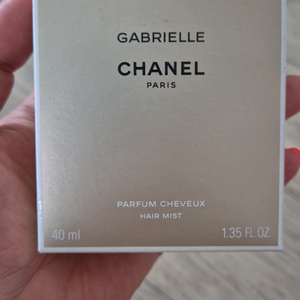 GABRIELLE
CHANEL
PARIS
PARFUM CHEVEUX
HAIR MIST
40 ml 1.35 FL.OZ